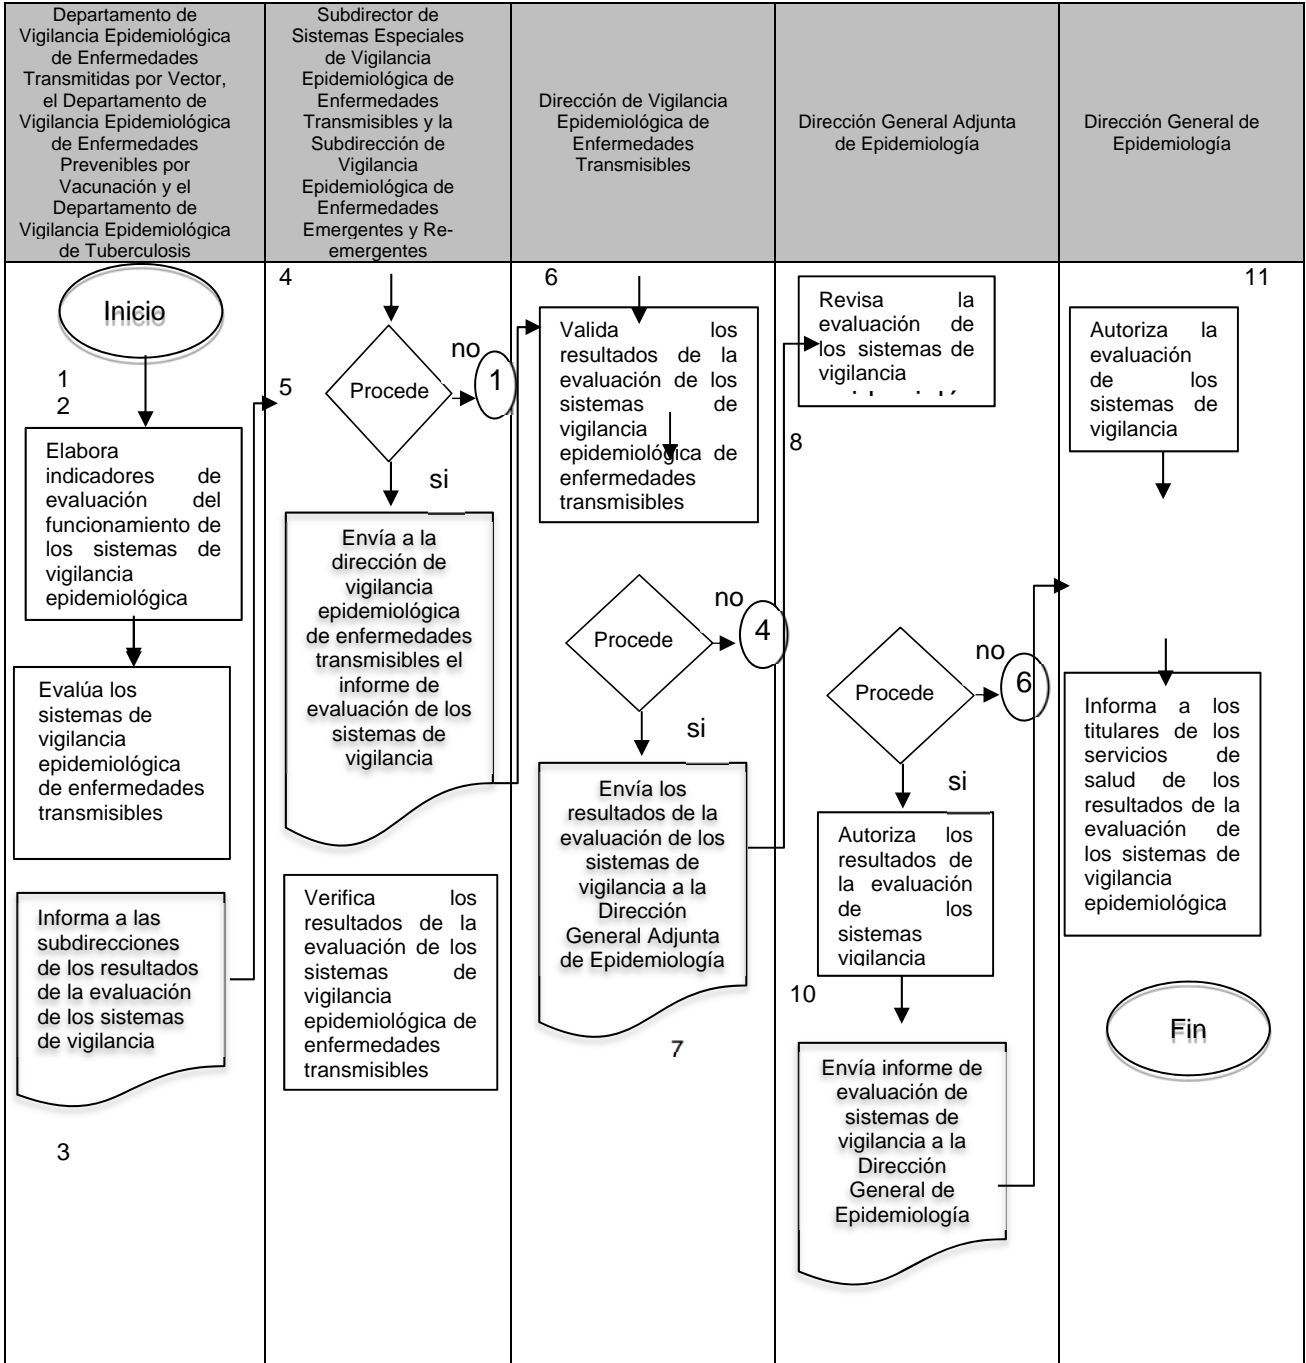 Departamento de
Vigilancia Epidemiológica
de Enfermedades
Transmitidas por Vector,
el Departamento de
Vigilancia Epidemiológica
de Enfermedades
Prevenibles por
Vacunación y el
Departamento de
Vigilancia Epidemiológica
de Tuberculosis
Subdirector de
Sistemas Especiales
de Vigilancia
Epidemiológica de
Enfermedades
Transmisibles y la
Subdirección de
Vigilancia
Epidemiológica de
Enfermedades
Emergentes y Re-
emergentes
Dirección de Vigilancia
Epidemiológica de
Enfermedades
Transmisibles
Dirección General Adjunta
de Epidemiología
Dirección General de
Epidemiología
Inicio
1
2
Elabora
indicadores de
evaluación del
funcionamiento de
los sistemas de
vigilancia
epidemiológica
Evalúa los
sistemas de
vigilancia
epidemiológica
de enfermedades
transmisibles
Informa a las
subdirecciones
de los resultados
de la evaluación
de los sistemas
de vigilancia
3
4
Procede
no
1
5
si
Envía a la
dirección de
vigilancia
epidemiológica
de enfermedades
transmisibles el
informe de
evaluación de los
sistemas de
vigilancia
Verifica los
resultados de la
evaluación de los
sistemas de
vigilancia
epidemiológica de
enfermedades
transmisibles
6
Valida los
resultados de la
evaluación de los
sistemas de
vigilancia
epidemiológica de
enfermedades
transmisibles
Procede
no
4
si
Envía los
resultados de la
evaluación de los
sistemas de
vigilancia a la
Dirección
General Adjunta
de Epidemiología
7
Revisa la
evaluación de
los sistemas de
vigilancia
8
Procede
no
6
si
Autoriza los
resultados de
la evaluación
de los
sistemas
vigilancia
10
Envía informe de
evaluación de
sistemas de
vigilancia a la
Dirección
General de
Epidemiología
11
Autoriza la
evaluación
de los
sistemas de
vigilancia
Informa a los
titulares de los
servicios de
salud de los
resultados de la
evaluación de
los sistemas de
vigilancia
epidemiológica
Fin